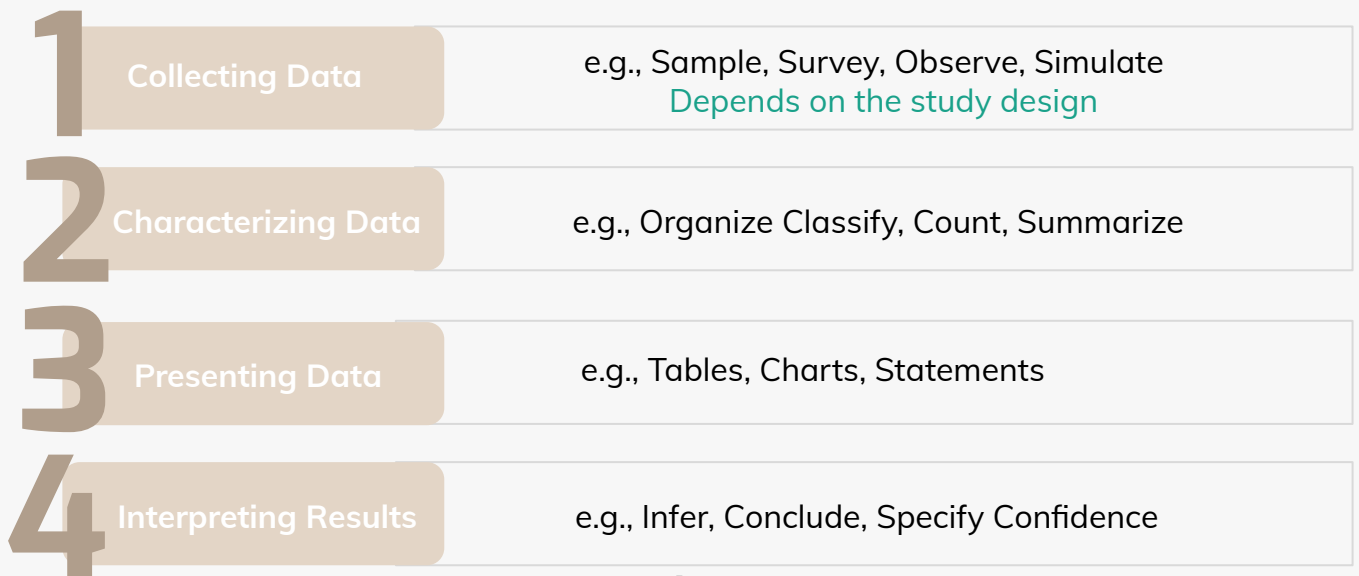 1
Collecting Data
e.g., Sample, Survey, Observe, Simulate
Depends on the study design
2
Characterizing Data
e.g., Organize Classify, Count, Summarize
3
Presenting Data
e.g., Tables, Charts, Statements
4
Interpreting Results
e.g., Infer, Conclude, Specify Confidence